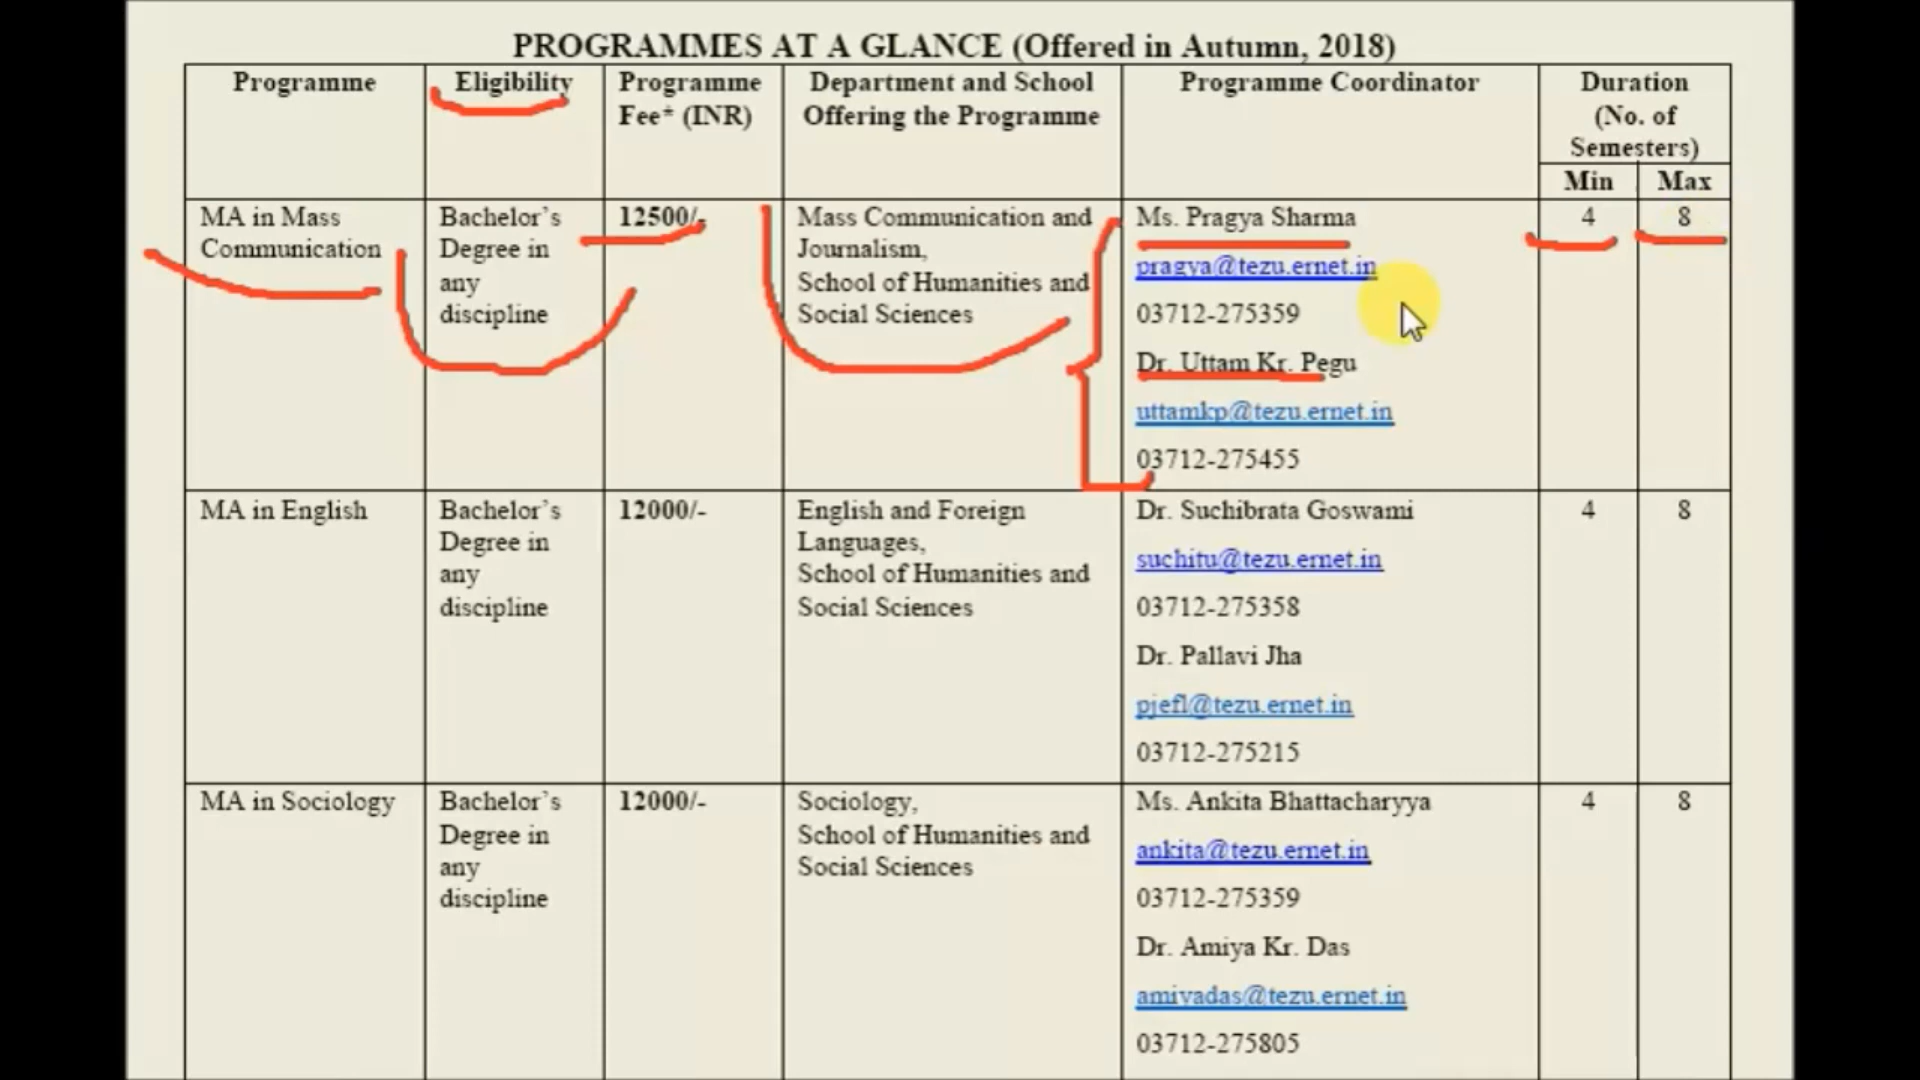 PROGRAMMES AT A GLANCE (Offered in Autumn, 2018)
Programme
Eligibility
Programme
Fee* (INR)
Department and School
Offering the Programme
Programme Coordinator
Duration
(No. of
Semesters)
Min
Max
MA in Mass
Communication
Bachelor's
Degree in
any
discipline
12500/-
Mass Communication and
Journalism,
School of Humanities and
Social Sciences
Ms. Pragya Sharma
pragya@tezu.ernet.in
03712-275359
Dr. Uttam Kr. Pegu
uttamkp@tezu.ernet.in
03712-275455
4
8
MA in English
Bachelor's
Degree in
any
discipline
12000/-
English and Foreign
Languages,
School of Humanities and
Social Sciences
Dr. Suchibrata Goswami
suchitu@tezu.ernet.in
03712-275358
Dr. Pallavi Jha
pjefl@tezu.ernet.in
03712-275215
4
8
MA in Sociology
Bachelor's
Degree in
any
discipline
12000/-
Sociology,
School of Humanities and
Social Sciences
Ms. Ankita Bhattacharyya
ankita@tezu.ernet.in
03712-275359
Dr. Amiya Kr. Das
amiyadas@tezu.ernet.in
03712-275805
4
8